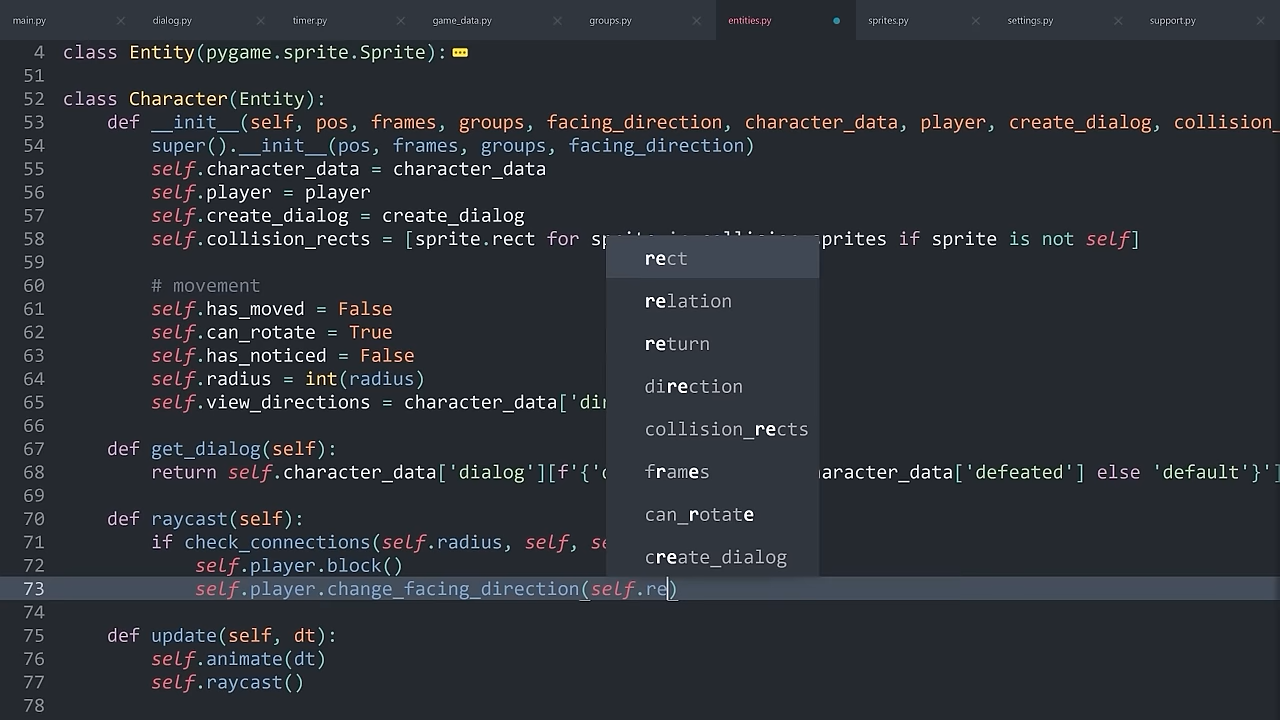 main.py dialog.py timer.py game_data.py groups.py entities.py sprites.py settings.py support.py
4 class Entity(pygame.sprite.Sprite):
51
52 class Character(Entity):
53 def __init__(self, pos, frames, groups, facing_direction, character_data, player, create_dialog, collision_
54 super().__init__(pos, frames, groups, facing_direction)
55 self.character_data = character_data
56 self.player = player
57 self.create_dialog = create_dialog
58 self.collision_rects = [sprite.rect for sprite in collision_sprites if sprite is not self]
59
60 # movement
61 self.has_moved = False
62 self.can_rotate = True
63 self.has_noticed = False
64 self.radius = int(radius)
65 self.view_directions = character_data['dir
66
67 def get_dialog(self):
68 return self.character_data['dialog'][f'{'d aracter_data['defeated'] else 'default'}']
69
70 def raycast(self):
71 if check_connections(self.radius, self, se
72 self.player.block()
73 self.player.change_facing_direction(self.re)
74
75 def update(self, dt):
76 self.animate(dt)
77 self.raycast()
78
rect
relation
return
direction
collision_rects
frames
can_rotate
create_dialog